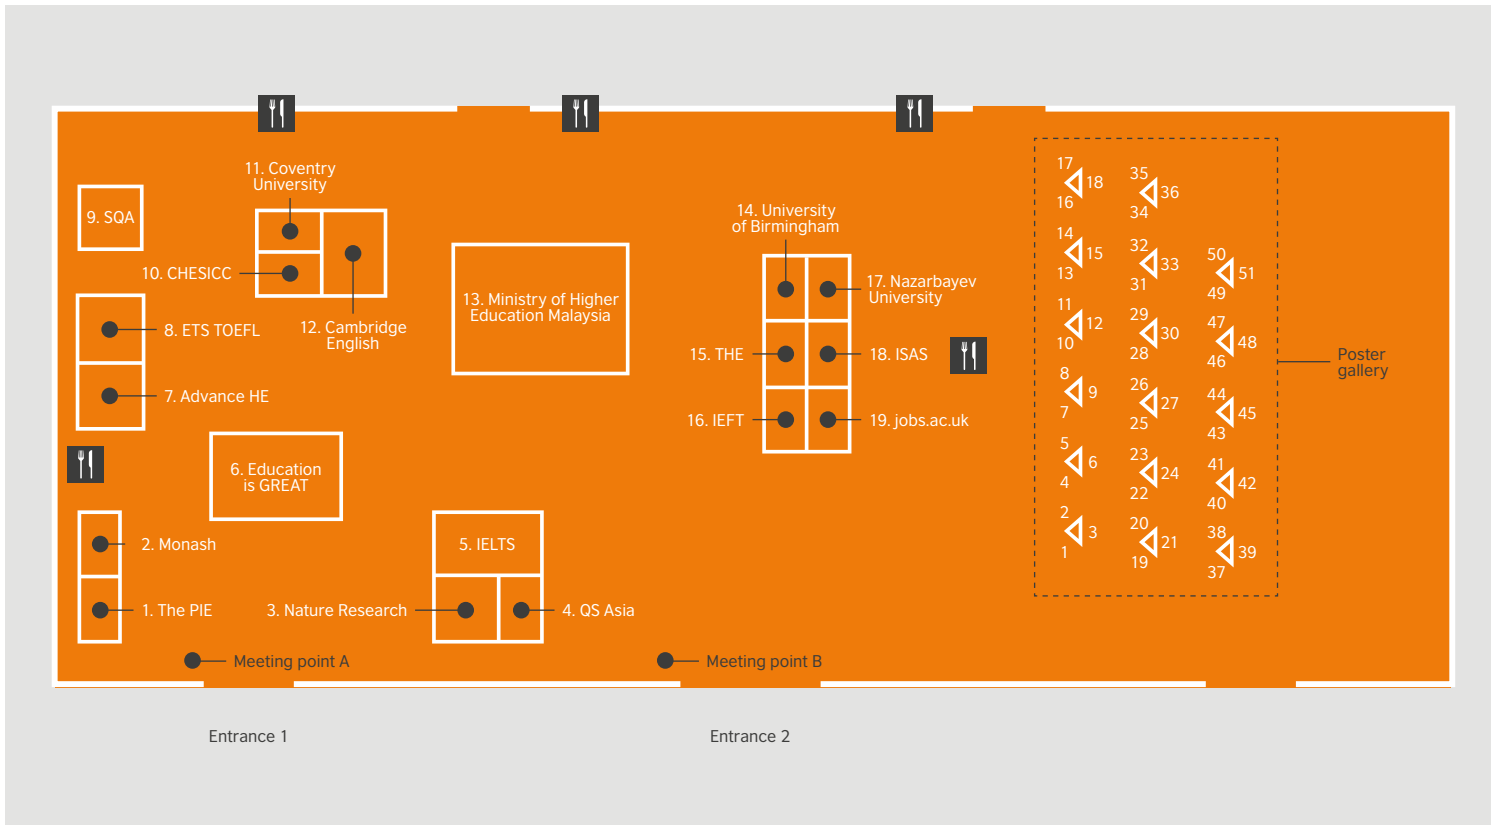 11. Coventry
University
9. SQA
10. CHESICC
12. Cambridge
English
8. ETS TOEFL
7. Advance HE
6. Education
is GREAT
2. Monash
1. The PIE
13. Ministry of Higher
Education Malaysia
5. IELTS
3. Nature Research
4. QS Asia
Meeting point A
Meeting point B
14. University
of Birmingham
17. Nazarbayev
University
15. THE
18. ISAS
16. IEFT
19. jobs.ac.uk
17
18
16
14
15
13
11
12
10
8
9
7
5
6
4
2
3
1
35
36
34
32
33
31
29
30
28
26
27
25
23
24
22
20
21
19
50
51
49
47
48
46
44
45
43
41
42
40
38
39
37
Poster
gallery
Entrance 1
Entrance 2